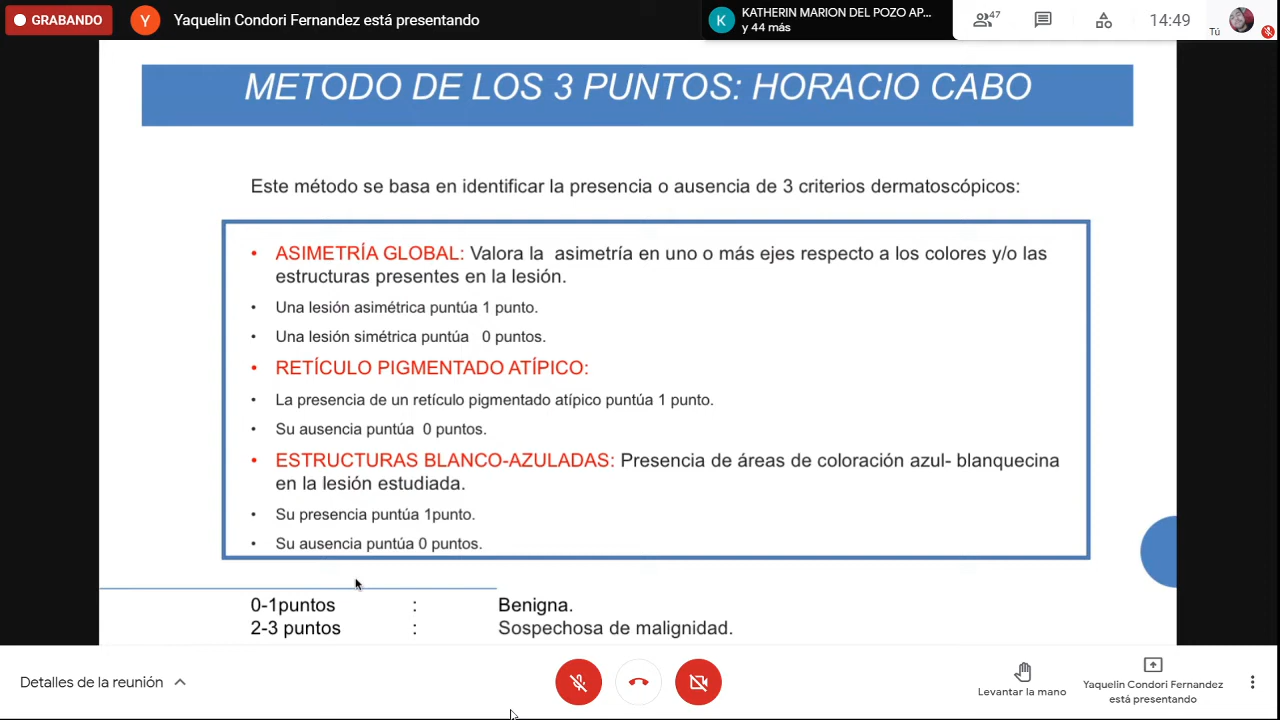 GRABANDO
Y
Yaquelin Condori Fernandez está presentando
K
KATHERIN MARION DEL POZO AP...
y 44 más
47
14:49
Tú
METODO DE LOS 3 PUNTOS: HORACIO CABO
Este método se basa en identificar la presencia o ausencia de 3 criterios dermatoscópicos:
• ASIMETRÍA GLOBAL: Valora la  asimetría en uno o más ejes respecto a los colores y/o las
estructuras presentes en la lesión.
• Una lesión asimétrica puntúa 1 punto.
• Una lesión simétrica puntúa   0 puntos.
• RETÍCULO PIGMENTADO ATÍPICO:
• La presencia de un retículo pigmentado atípico puntúa 1 punto.
• Su ausencia puntúa  0 puntos.
• ESTRUCTURAS BLANCO-AZULADAS: Presencia de áreas de coloración azul- blanquecina
en la lesión estudiada.
• Su presencia puntúa 1punto.
• Su ausencia puntúa 0 puntos.
0-1puntos : Benigna.
2-3 puntos : Sospechosa de malignidad.
Detalles de la reunión
Levantar la mano
Yaquelin Condori Fernandez
está presentando